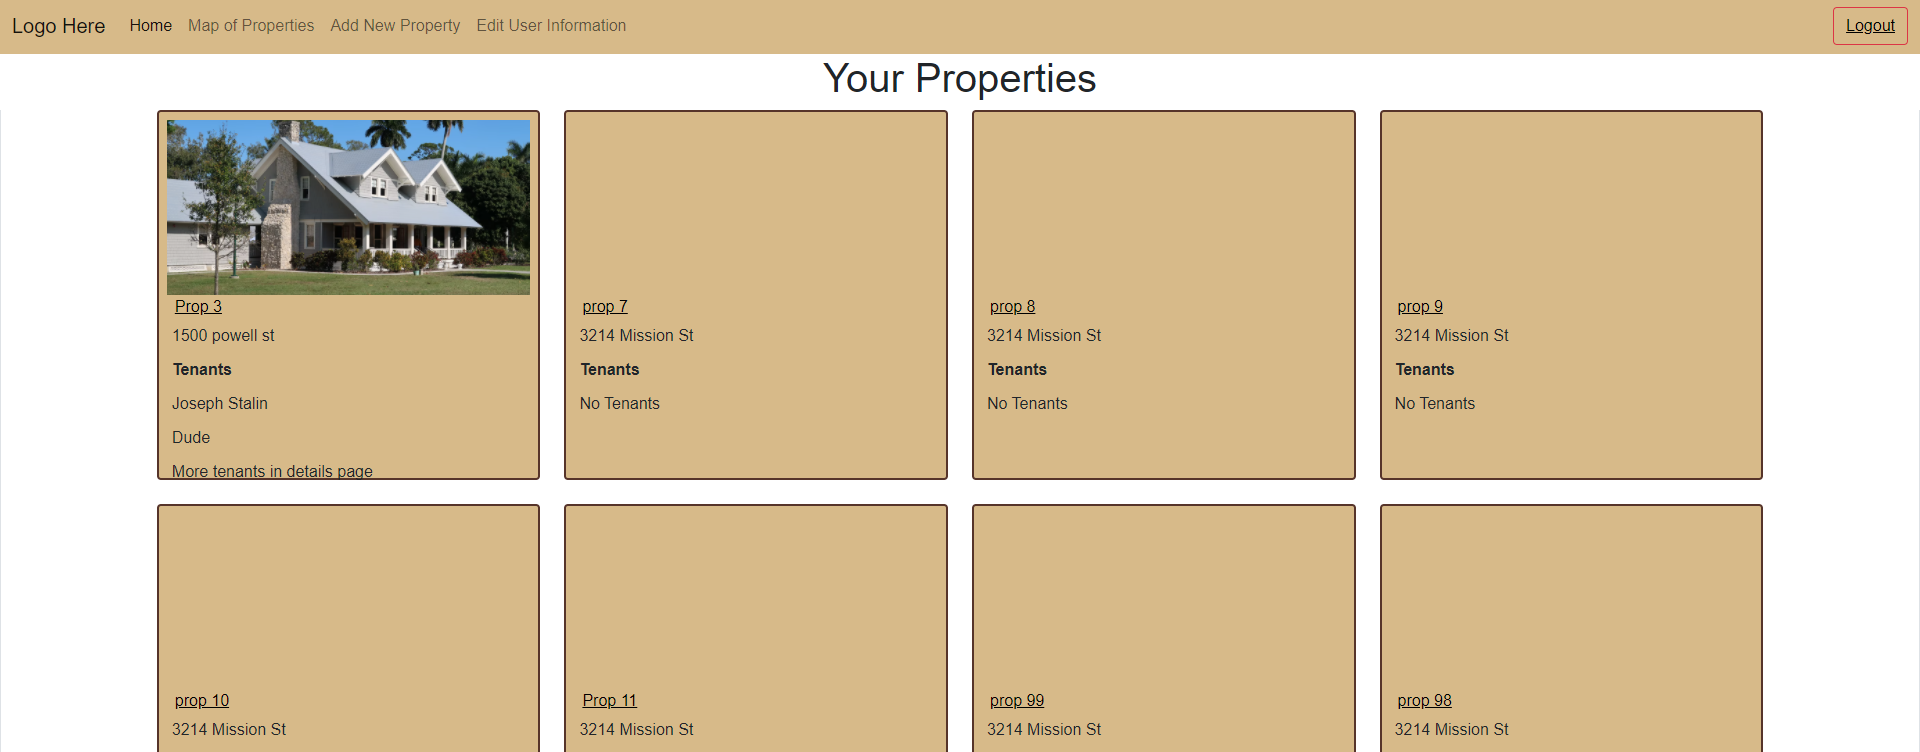 Logo Here Home Map of Properties Add New Property Edit User Information Logout
Your Properties
Prop 3
1500 powell st
Tenants
Joseph Stalin
Dude
More tenants in details page
prop 7
3214 Mission St
Tenants
No Tenants
prop 8
3214 Mission St
Tenants
No Tenants
prop 9
3214 Mission St
Tenants
No Tenants
prop 10
3214 Mission St
Prop 11
3214 Mission St
prop 99
3214 Mission St
prop 98
3214 Mission St